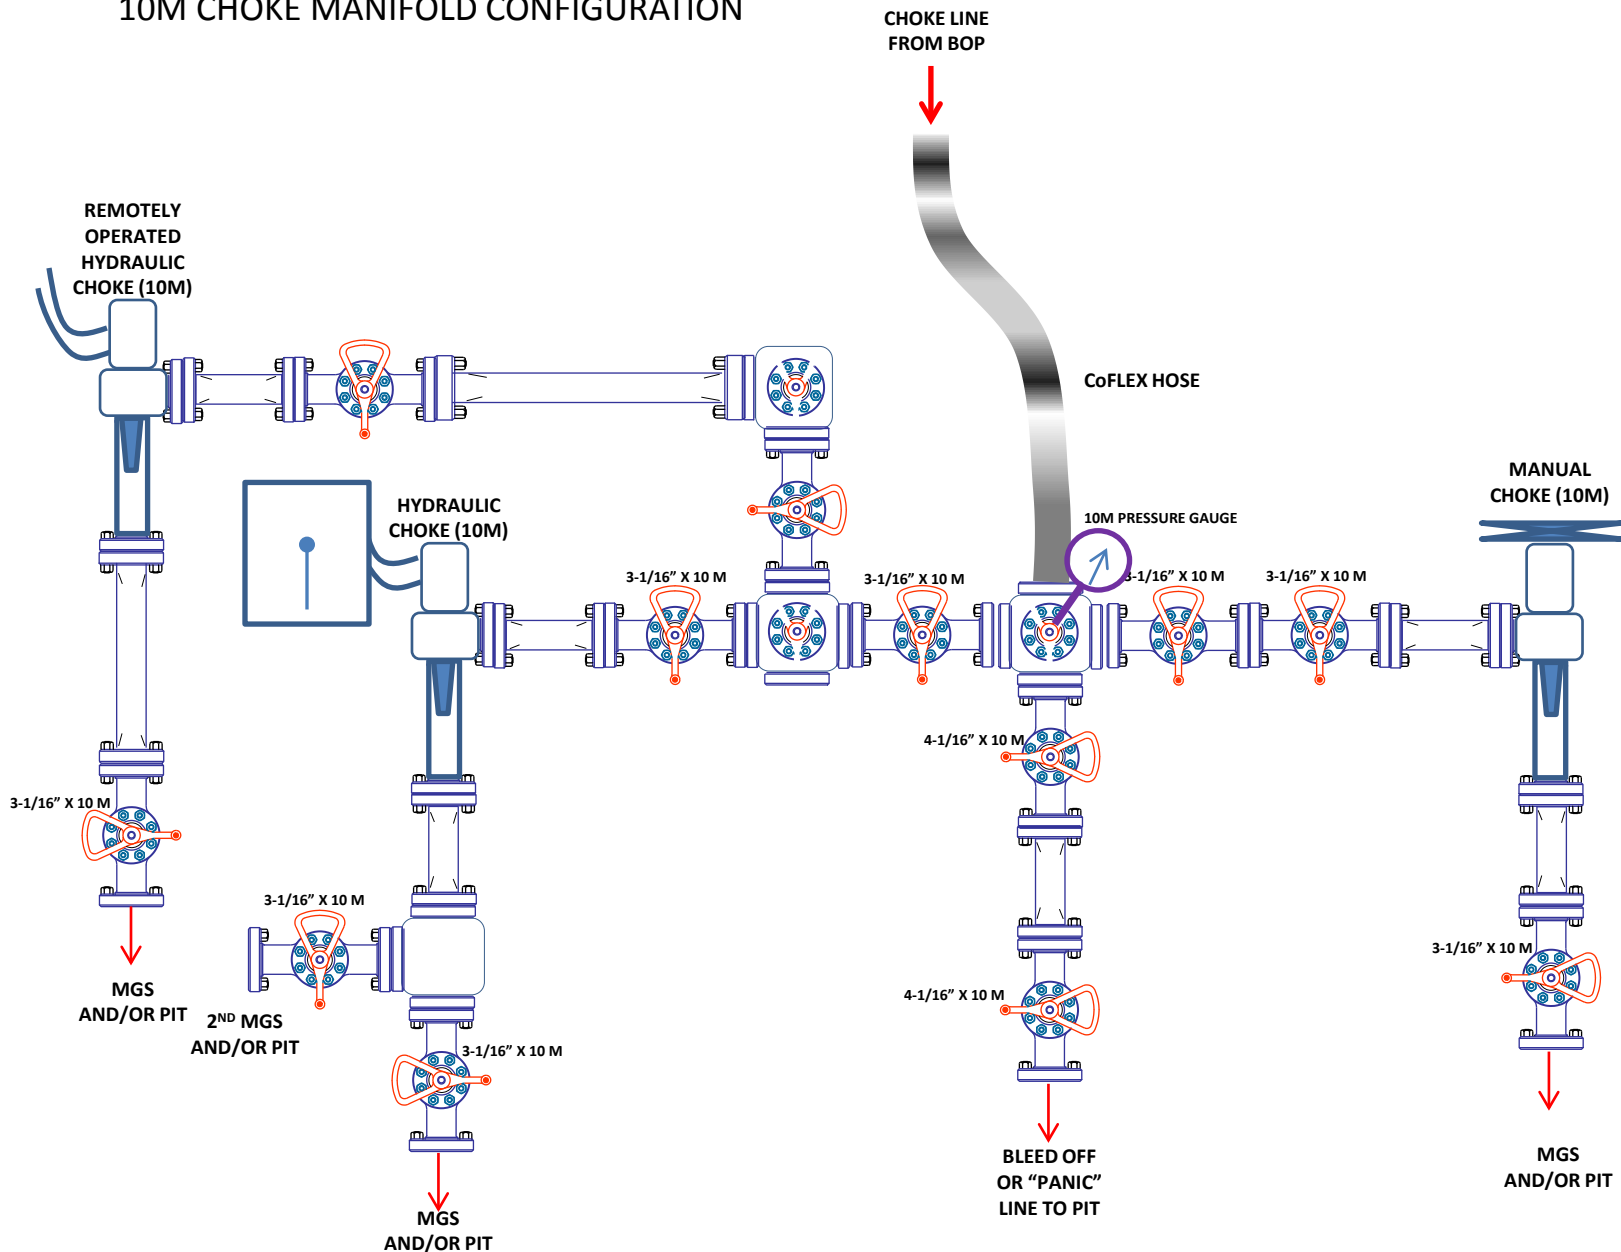 10M CHOKE MANIFOLD CONFIGURATION
CHOKE LINE
FROM BOP
REMOTELY
OPERATED
HYDRAULIC
CHOKE (10M)
CoFLEX HOSE
MANUAL
CHOKE (10M)
HYDRAULIC
CHOKE (10M)
10M PRESSURE GAUGE
3-1/16” X 10 M
3-1/16” X 10 M
3-1/16” X 10 M
3-1/16” X 10 M
4-1/16” X 10 M
3-1/16” X 10 M
3-1/16” X 10 M
3-1/16” X 10 M
4-1/16” X 10 M
MGS
AND/OR PIT
2ND MGS
AND/OR PIT
3-1/16” X 10 M
BLEED OFF
OR “PANIC”
LINE TO PIT
MGS
AND/OR PIT
MGS
AND/OR PIT